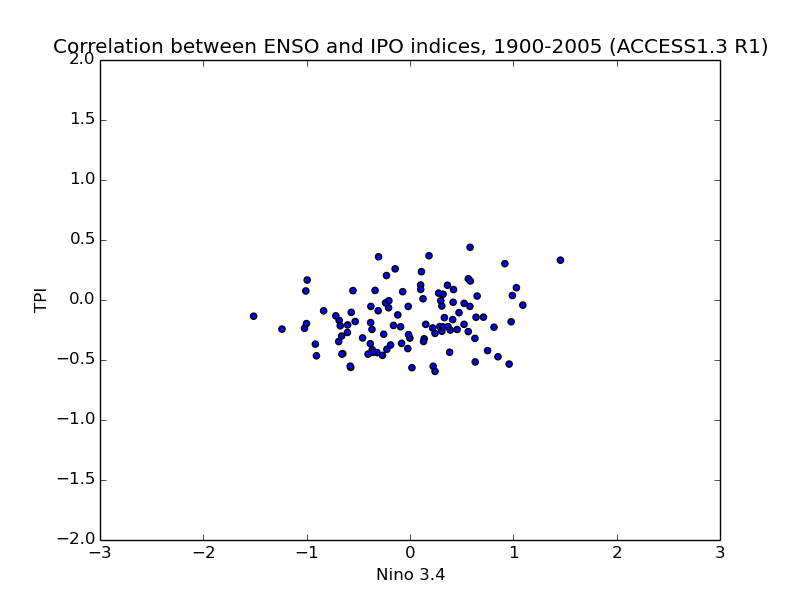 Correlation between ENSO and IPO indices, 1900-2005 (ACCESS1.3 R1)
2.0
1.5
1.0
0.5
0.0
−0.5
−1.0
−1.5
−2.0
TPI
−3 −2 −1 0 1 2 3
Nino 3.4